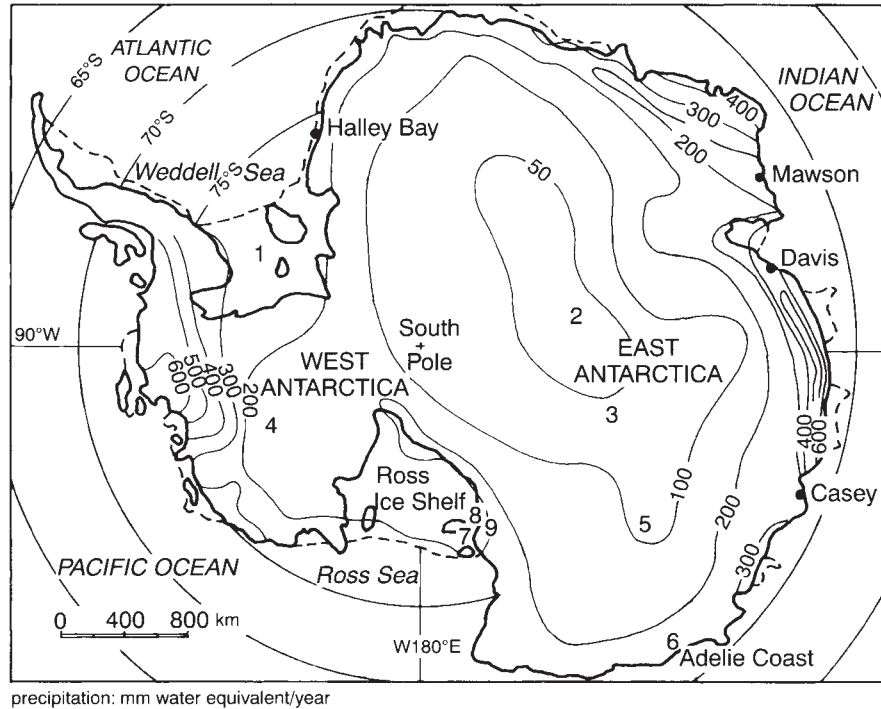 ATLANTIC
OCEAN
65°S
70°S
75°S
Halley Bay
Weddell Sea
INDIAN
OCEAN
400
300
200
Mawson
50
1
Davis
90°W
South
+
Pole
2
WEST
ANTARCTICA
EAST
ANTARCTICA
600
500
400
300
200
3
4
Ross
Ice Shelf
8
7
9
5
100
200
400
600
Casey
PACIFIC OCEAN
Ross Sea
300
0 400 800 km
W180°E
6
Adelie Coast
precipitation: mm water equivalent/year